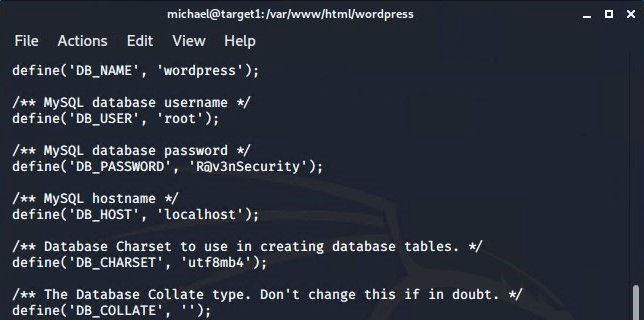 michael@target1:/var/www/html/wordpress
File Actions Edit View Help
define('DB_NAME', 'wordpress');
/** MySQL database username */
define('DB_USER', 'root');
/** MySQL database password */
define('DB_PASSWORD', 'R@v3nSecurity');
/** MySQL hostname */
define('DB_HOST', 'localhost');
/** Database Charset to use in creating database tables. */
define('DB_CHARSET', 'utf8mb4');
/** The Database Collate type. Don't change this if in doubt. */
define('DB_COLLATE', '');